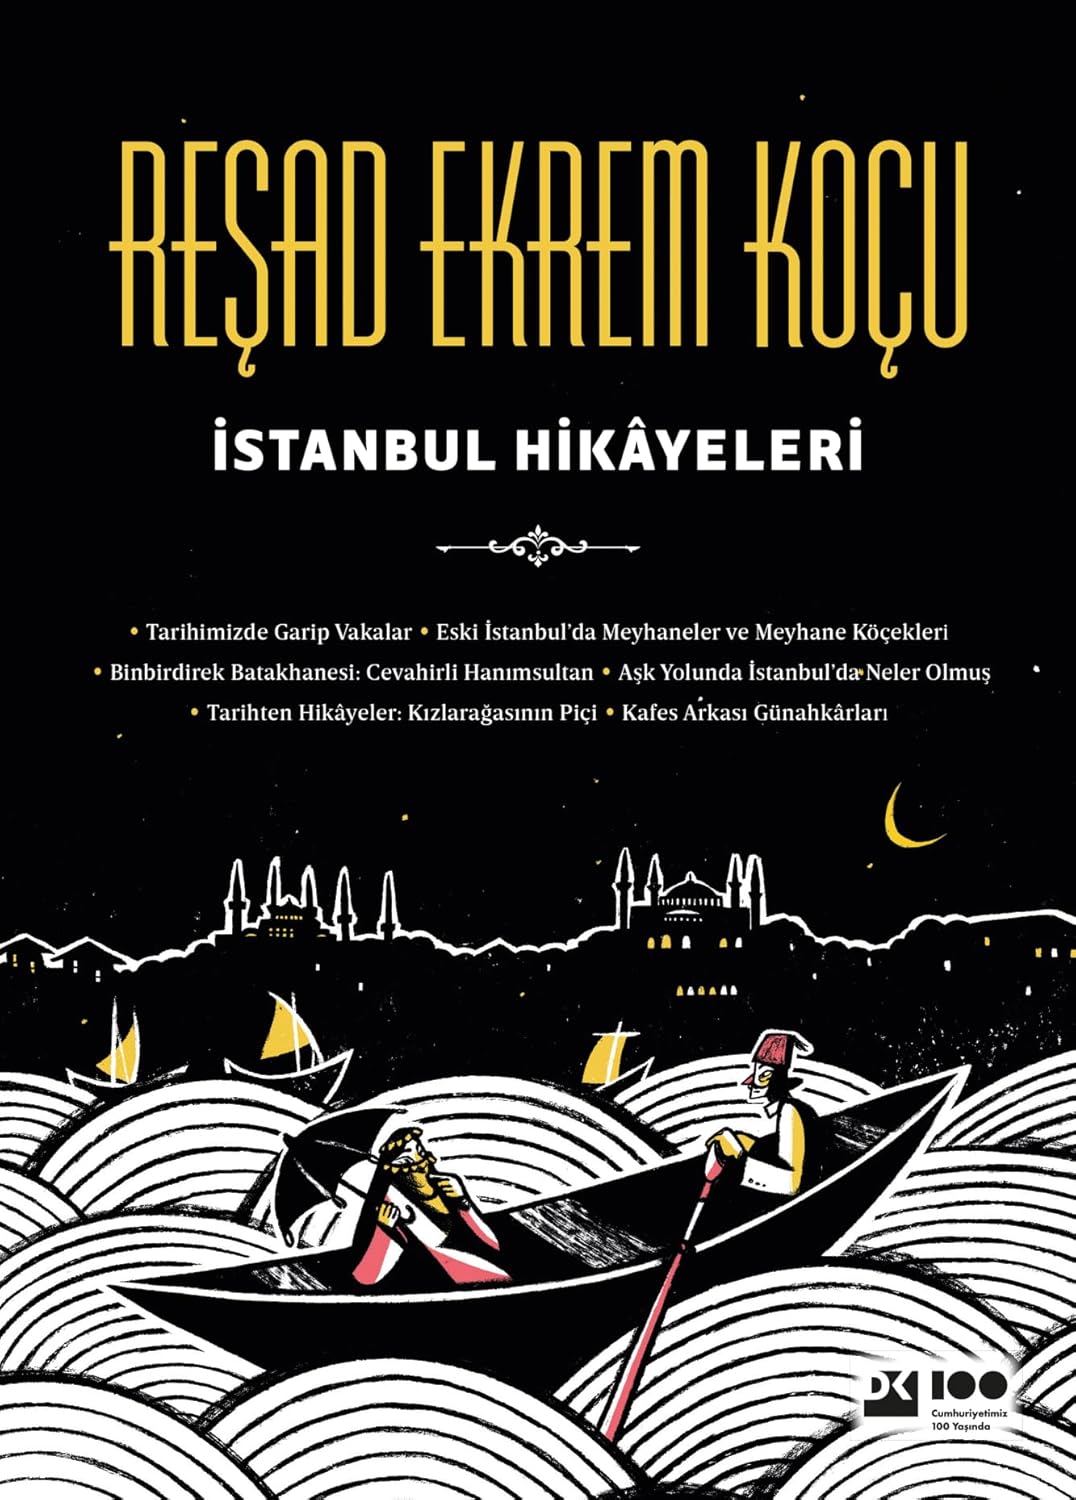 REŞAD EKREM KOÇU
İSTANBUL HİKÂYELERİ
• Tarihimizde Garip Vakalar • Eski İstanbul'da Meyhaneler ve Meyhane Köçekleri
• Binbirdirek Batakhanesi: Cevahirli Hanımsultan • Aşk Yolunda İstanbul'da Neler Olmuş
• Tarihten Hikâyeler: Kızlarağasının Piçi • Kafes Arkası Günahkârları
DK 100
Cumhuriyetimiz
100 Yaşında